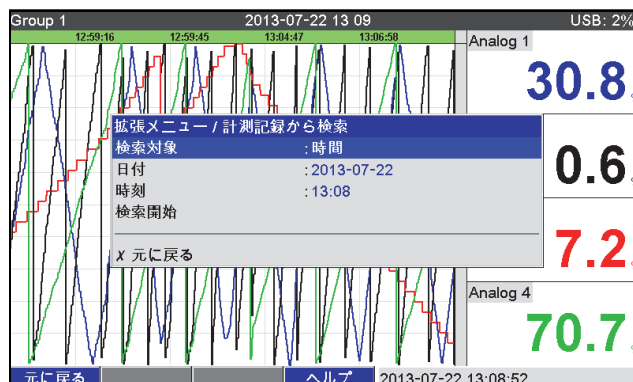 Group 1 2013-07-22 13 09 USB: 2%
12:59:16 12:59:45 13:04:47 13:06:58
Analog 1
30.8
拡張メニュー / 計測記録から検索
検索対象 : 時間
日付 : 2013-07-22
時刻 : 13:08
検索開始
X 元に戻る
0.6
7.2
Analog 4
70.7
元に戻る ヘルプ 2013-07-22 13:08:52